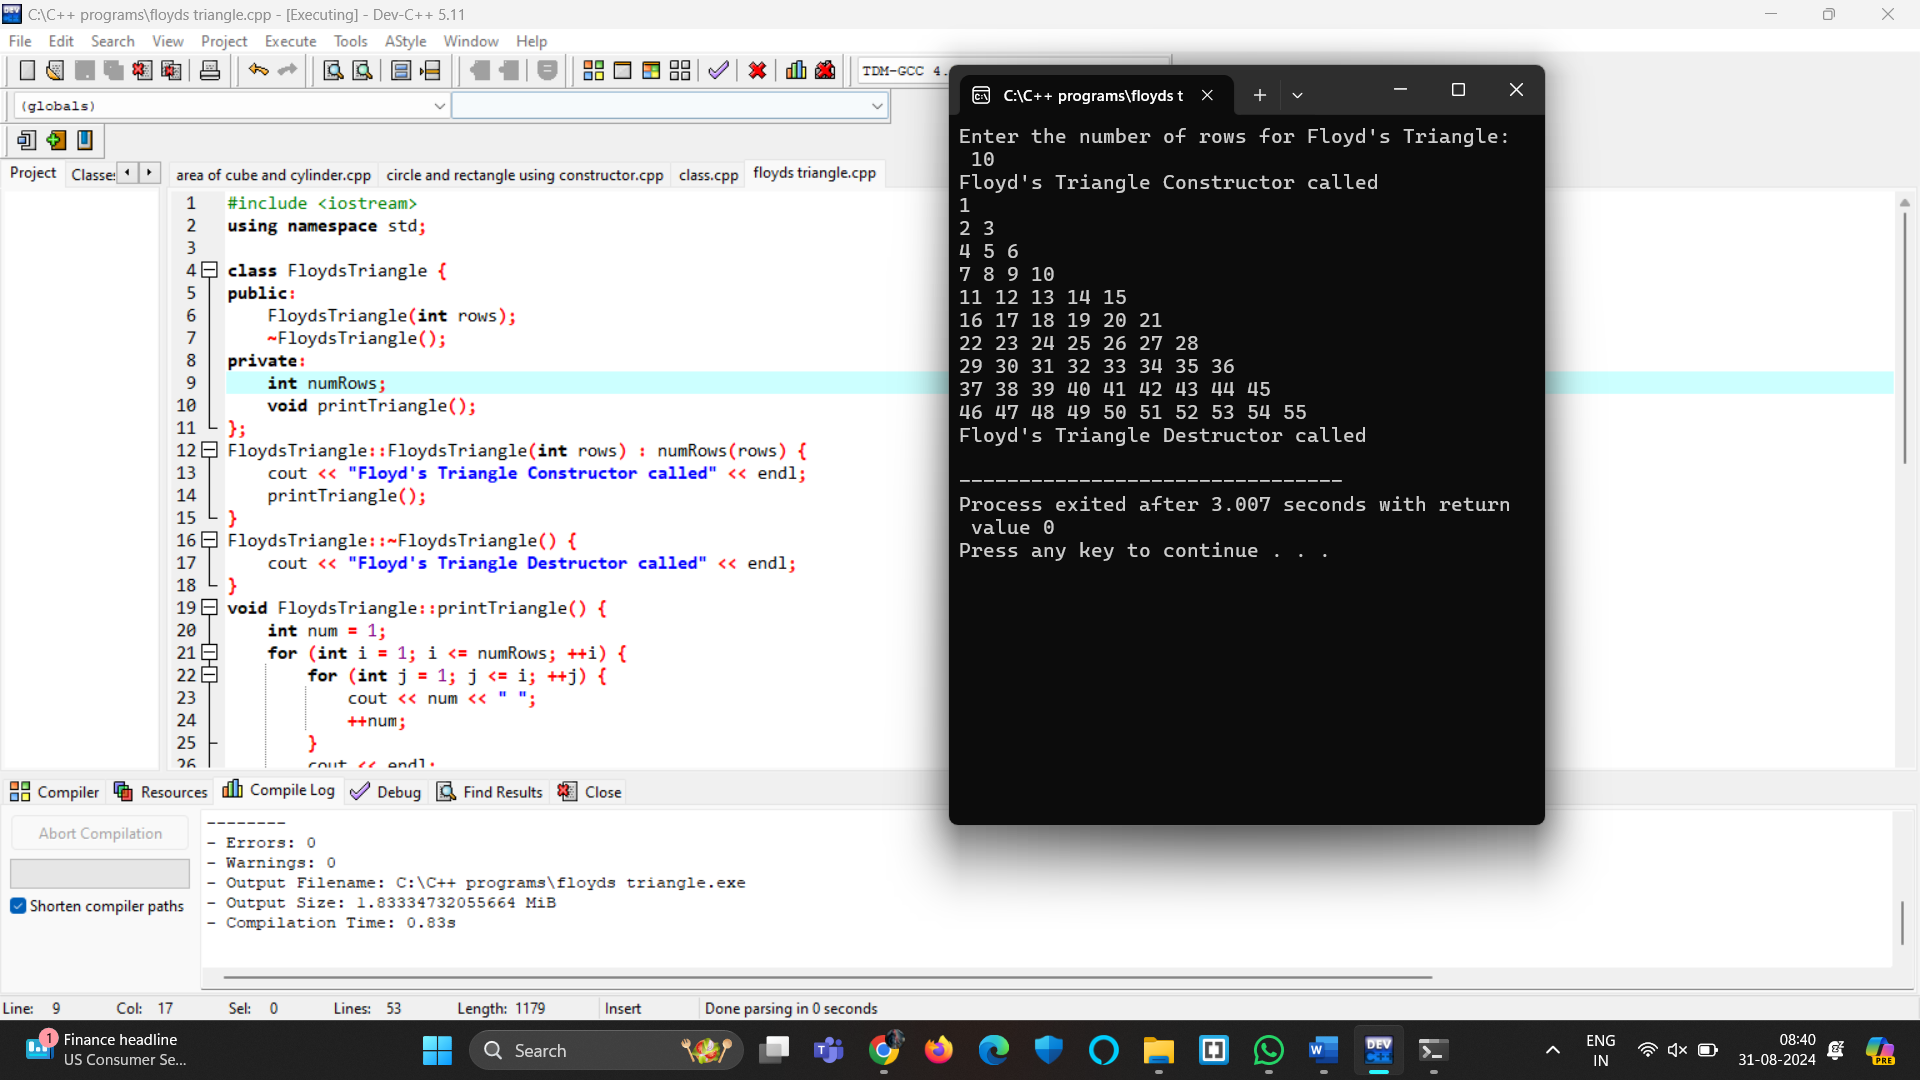 C:\C++ programs\floyds triangle.cpp - [Executing] - Dev-C++ 5.11
File Edit Search View Project Execute Tools AStyle Window Help
TDM-GCC 4.
(globals)
Project Classes
area of cube and cylinder.cpp circle and rectangle using constructor.cpp class.cpp floyds triangle.cpp
1 #include <iostream>
2 using namespace std;
3
4 class FloydsTriangle {
5 public:
6 FloydsTriangle(int rows);
7 ~FloydsTriangle();
8 private:
9 int numRows;
10 void printTriangle();
11 };
12 FloydsTriangle::FloydsTriangle(int rows) : numRows(rows) {
13 cout << "Floyd's Triangle Constructor called" << endl;
14 printTriangle();
15 }
16 FloydsTriangle::~FloydsTriangle() {
17 cout << "Floyd's Triangle Destructor called" << endl;
18 }
19 void FloydsTriangle::printTriangle() {
20 int num = 1;
21 for (int i = 1; i <= numRows; ++i) {
22 for (int j = 1; j <= i; ++j) {
23 cout << num << " ";
24 ++num;
25 }
26 cout << endl;
C:\C++ programs\floyds t
Enter the number of rows for Floyd's Triangle:
10
Floyd's Triangle Constructor called
1
2 3
4 5 6
7 8 9 10
11 12 13 14 15
16 17 18 19 20 21
22 23 24 25 26 27 28
29 30 31 32 33 34 35 36
37 38 39 40 41 42 43 44 45
46 47 48 49 50 51 52 53 54 55
Floyd's Triangle Destructor called
--------------------------------
Process exited after 3.007 seconds with return
value 0
Press any key to continue . . .
Compiler Resources Compile Log Debug Find Results Close
Abort Compilation
Shorten compiler paths
--------
- Errors: 0
- Warnings: 0
- Output Filename: C:\C++ programs\floyds triangle.exe
- Output Size: 1.83334732055664 MiB
- Compilation Time: 0.83s
Line: 9 Col: 17 Sel: 0 Lines: 53 Length: 1179 Insert Done parsing in 0 seconds
1
Finance headline
US Consumer Se...
Search
DEV
C++
ENG
IN
08:40
31-08-2024
PRE